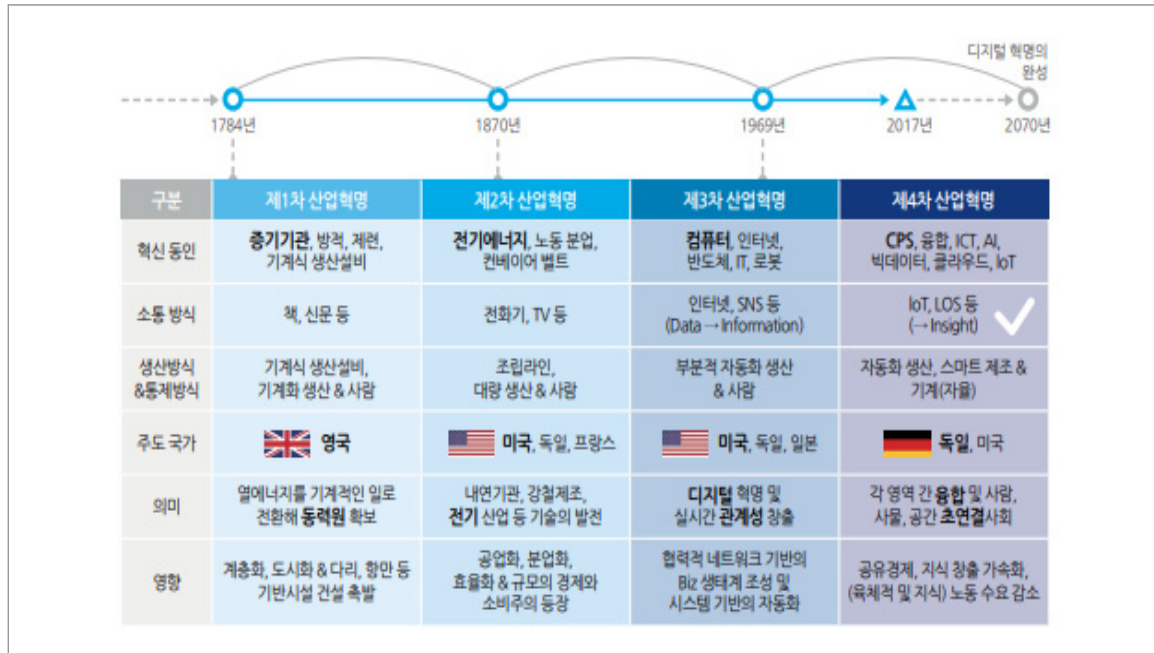 디지털 혁명의
완성
1784년
1870년
1969년
2017년
2070년
구분
제1차 산업혁명
제2차 산업혁명
제3차 산업혁명
제4차 산업혁명
혁신 동인
증기기관, 방적, 제련,
기계식 생산설비
전기에너지, 노동 분업,
컨베이어 벨트
컴퓨터, 인터넷,
반도체, IT, 로봇
CPS, 융합, ICT, AI,
빅데이터, 클라우드, IoT
소통 방식
책, 신문 등
전화기, TV 등
인터넷, SNS 등
(Data → Information)
IoT, LOS 등
(→ Insight)
생산방식
&통제방식
기계식 생산설비,
기계화 생산 & 사람
조립라인,
대량 생산 & 사람
부분적 자동화 생산
& 사람
자동화 생산, 스마트 제조 &
기계(자율)
주도 국가
영국
미국, 독일, 프랑스
미국, 독일, 일본
독일, 미국
의미
열에너지를 기계적인 일로
전환해 동력원 확보
내연기관, 강철제조,
전기 산업 등 기술의 발전
디지털 혁명 및
실시간 관계성 창출
각 영역 간 융합 및 사람,
사물, 공간 초연결사회
영향
계층화, 도시화 & 다리, 항만 등
기반시설 건설 촉발
공업화, 분업화,
효율화 & 규모의 경제와
소비주의 등장
협력적 네트워크 기반의
Biz 생태계 조성 및
시스템 기반의 자동화
공유경제, 지식 창출 가속화,
(육체적 및 지식) 노동 수요 감소